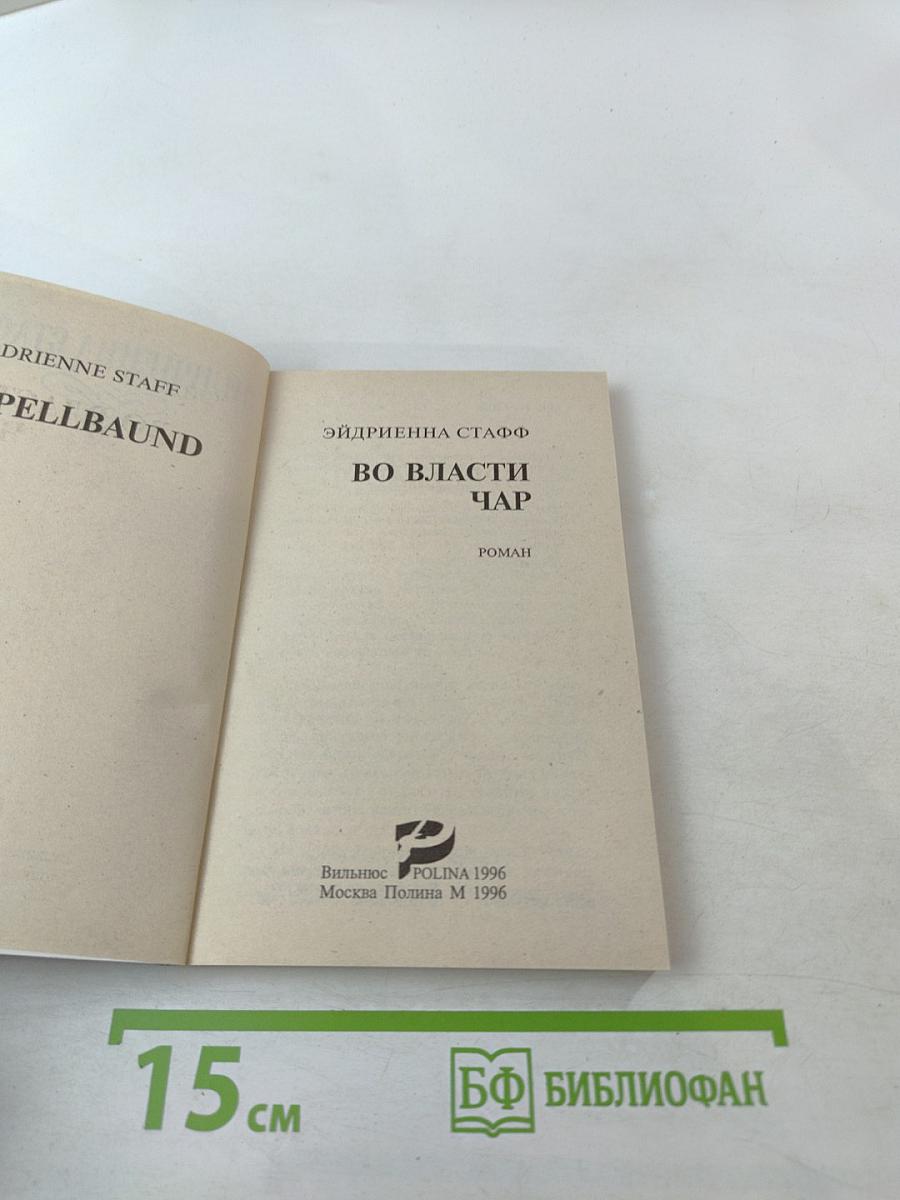 DRIENNE STAFF
PELLBAUND
ЭЙДРИЕННА СТАФФ
ВО ВЛАСТИ
ЧАР
РОМАН
Вильнюс POLINA 1996
Москва Полина М 1996
15 см
БФ БИБЛИОФАН